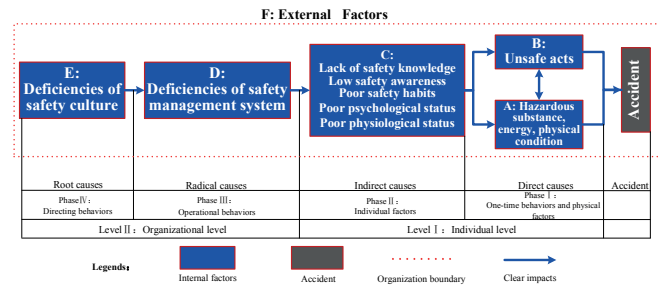 F: External Factors
E:
Deficiencies of
safety culture
D:
Deficiencies of safety
management system
C:
Lack of safety knowledge
Low safety awareness
Poor safety habits
Poor psychological status
Poor physiological status
B:
Unsafe acts
A: Hazardous
substance,
energy, physical
condition
Accident
Root causes
Radical causes
Indirect causes
Direct causes
Accident
PhaseⅣ:
Directing behaviors
Phase Ⅲ:
Operational behaviors
Phase Ⅱ:
Individual factors
Phase Ⅰ:
One-time behaviors and physical
factors
Level Ⅱ: Organizational level
Level Ⅰ: Individual level
Legends:
Internal factors
Accident
Organization boundary
Clear impacts